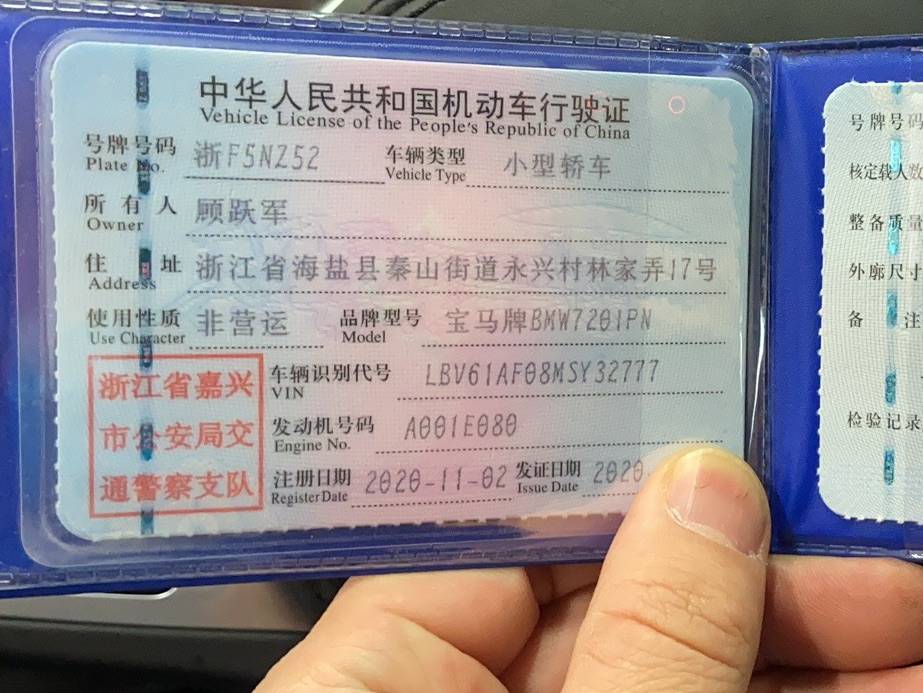 中华人民共和国机动车行驶证
Vehicle License of the People's Republic of China
号牌号码 浙F5NZ52 车辆类型 小型轿车
Plate No. Vehicle Type
所有人 顾跃军
Owner
住址 浙江省海盐县秦山街道永兴村林家弄17号
Address
使用性质 非营运 品牌型号 宝马牌BMW7201PN
Use Character Model
浙江省嘉兴
市公安局交
通警察支队
车辆识别代号 LBV61AF08MSY32777
VIN
发动机号码 A001E080
Engine No.
注册日期 2020-11-02 发证日期 2020
Register Date Issue Date
号牌号码
核定载人数
整备质量
外廓尺寸
备注
检验记录